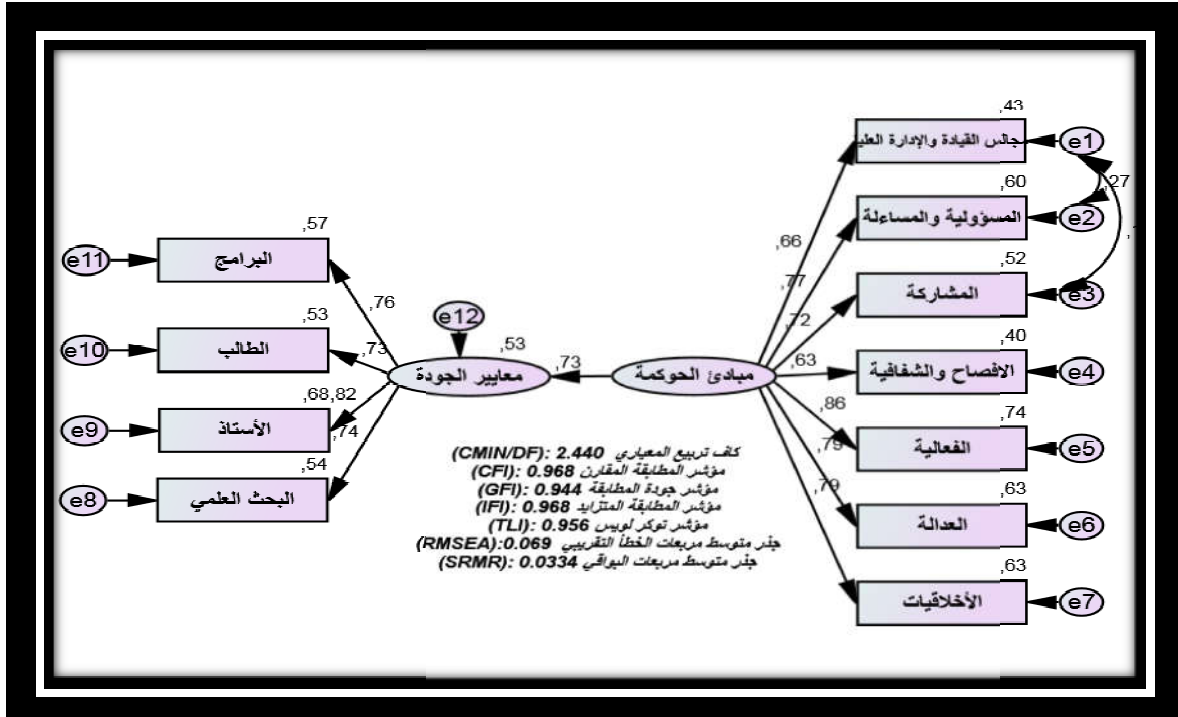 ,43
جالس القيادة والإدارة العليا
e1
,27
,60
المسؤولية والمساءلة
e2
,52
المشاركة
e3
,40
الافصاح والشفافية
e4
,74
الفعالية
e5
,63
العدالة
e6
,63
الأخلاقيات
e7
,66
,77
,72
,63
,86
,79
,79
مبادئ الحوكمة
,73
,53
معايير الجودة
e12
,57
البرامج
e11
,76
,53
الطالب
e10
,73
,68
الأستاذ
e9
,82
,54
البحث العلمي
e8
,74
كاف تربيع المعياري (CMIN/DF): 2.440
مؤشر المطابقة المقارن (CFI): 0.968
مؤشر جودة المطابقة (GFI): 0.944
مؤشر المطابقة المتزايد (IFI): 0.968
مؤشر توكر لويس (TLI): 0.956
جذر متوسط مربعات الخطأ التقريبي (RMSEA):0.069
جذر متوسط مربعات البواقي (SRMR): 0.0334